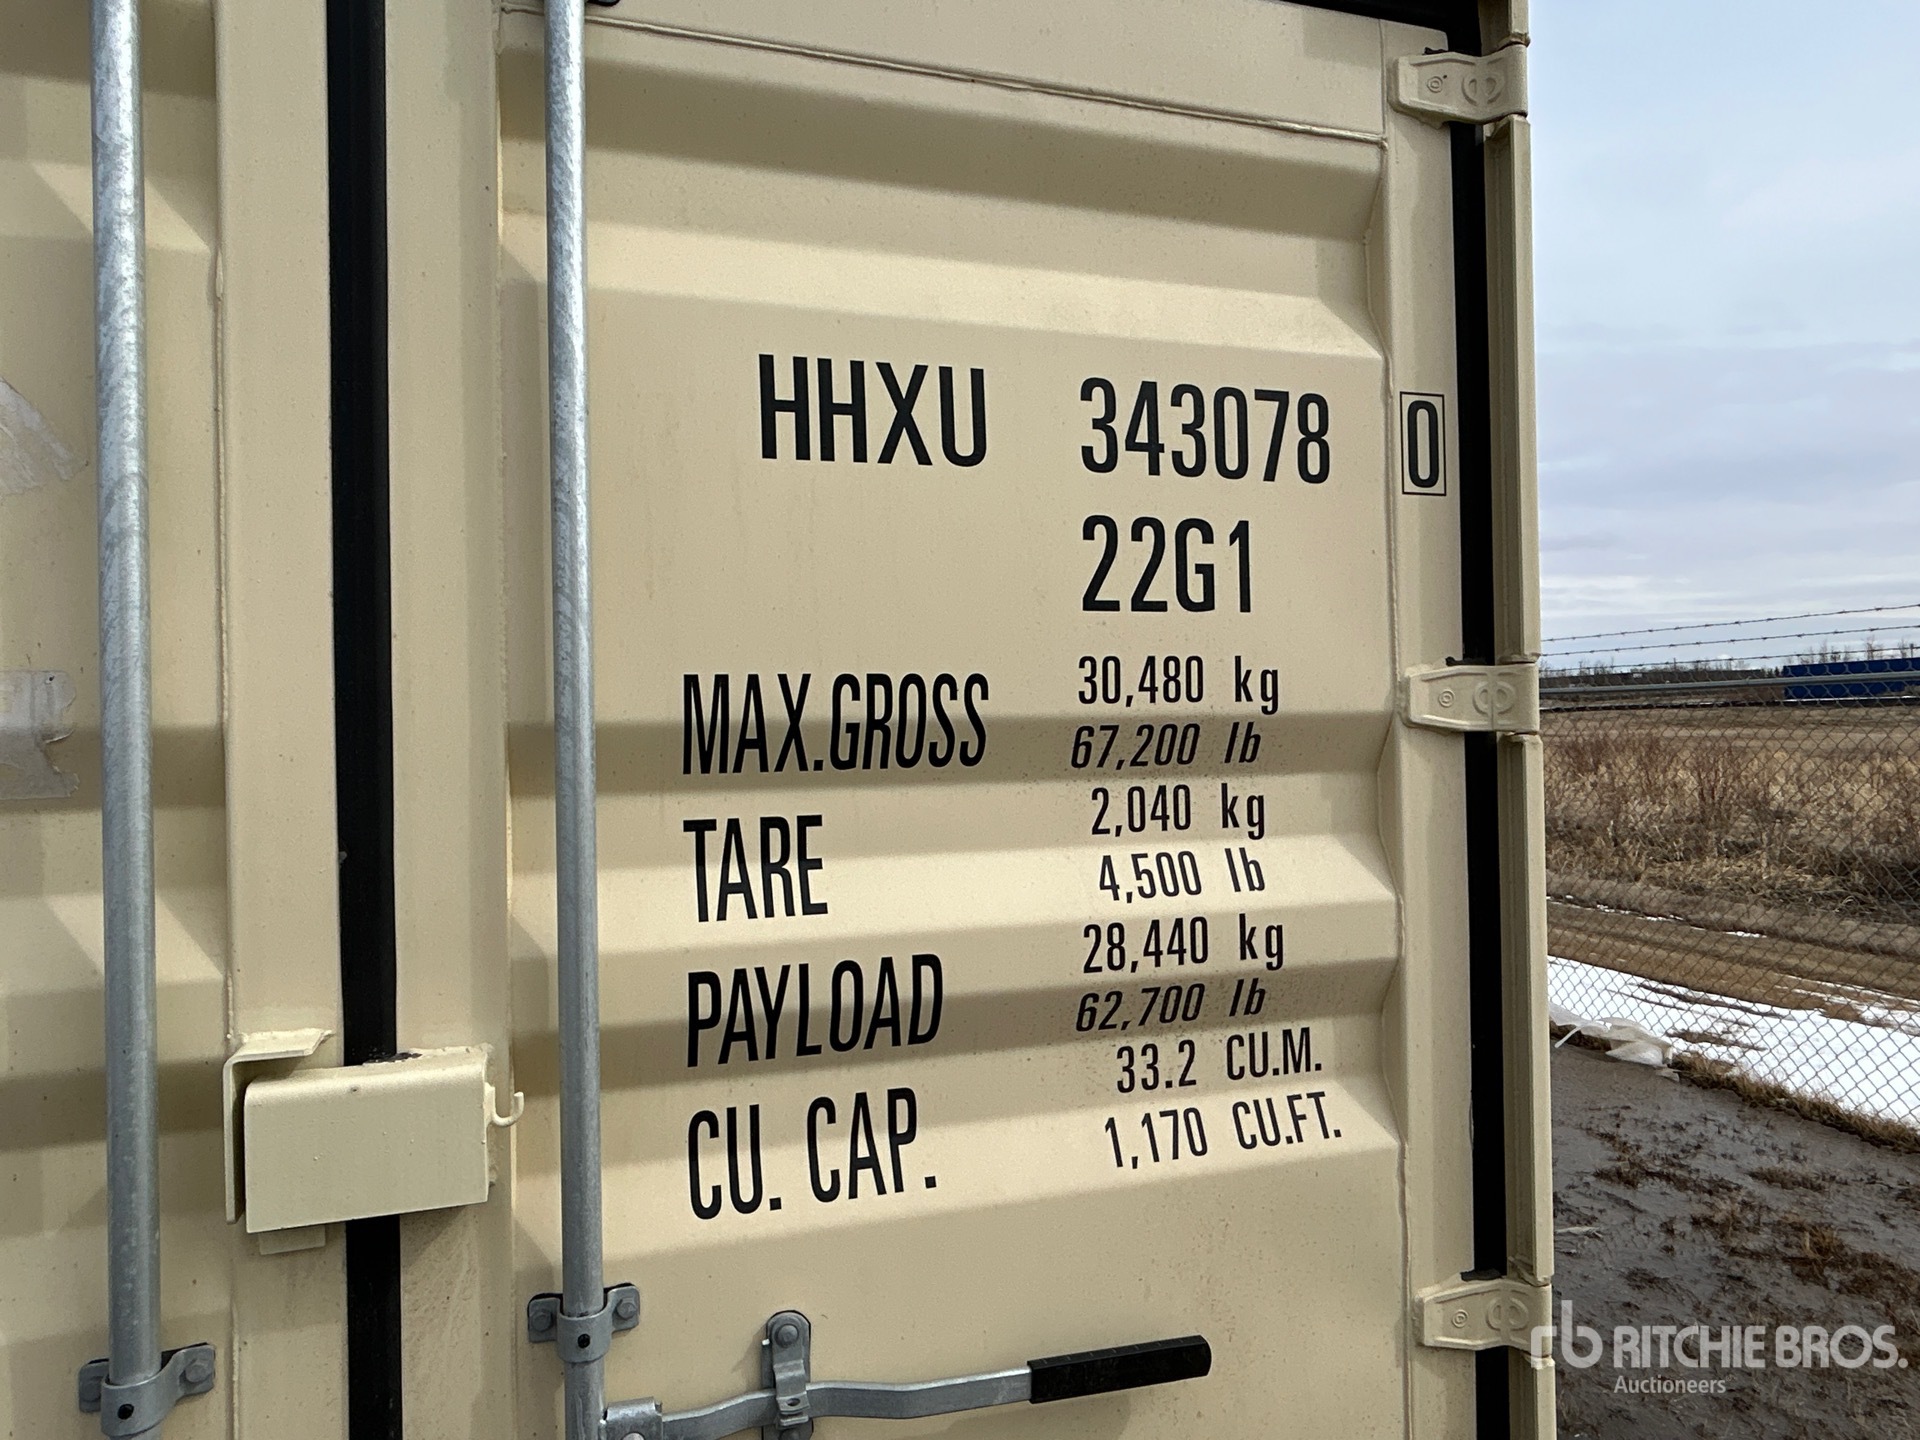 HHXU 343078 0
22G1
MAX.GROSS 30,480 kg
67,200 lb
TARE 2,040 kg
4,500 lb
PAYLOAD 28,440 kg
62,700 lb
CU. CAP. 33.2 CU.M.
1,170 CU.FT.
rb RITCHIE BROS.
Auctioneers